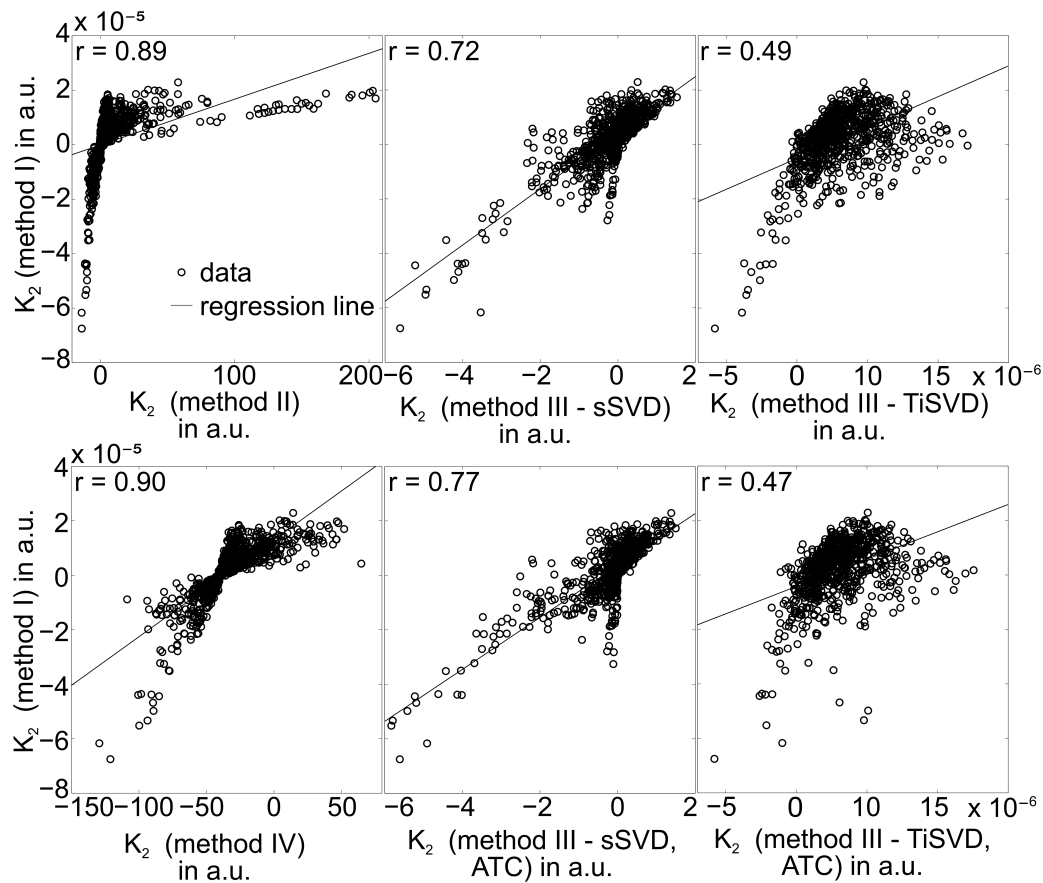 4 x 10⁻⁵
r = 0.89
r = 0.72
r = 0.49
2
0
−2
−4
−6
−8
K₂ (method I) in a.u.
data
regression line
0 100 200
−6 −4 −2 0 2
−5 0 5 10 15 x 10⁻⁶
K₂ (method II)
in a.u.
K₂ (method III - sSVD)
in a.u.
K₂ (method III - TiSVD)
in a.u.
4 x 10⁻⁵
r = 0.90
r = 0.77
r = 0.47
2
0
−2
−4
−6
−8
K₂ (method I) in a.u.
−150 −100 −50 0 50
−6 −4 −2 0 2
−5 0 10 15 x 10⁻⁶
K₂ (method IV)
in a.u.
K₂ (method III - sSVD,
ATC) in a.u.
K₂ (method III - TiSVD,
ATC) in a.u.